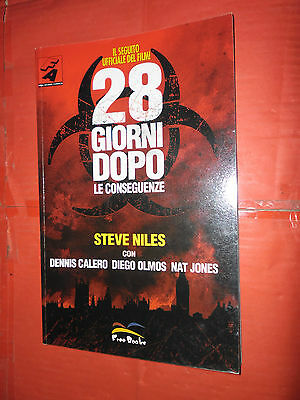 IL SEGUITO
UFFICIALE DEL FILM!
28
GIORNI
DOPO
LE CONSEGUENZE
STEVE NILES
CON
DENNIS CALERO DIEGO OLMOS NAT JONES
Free Books